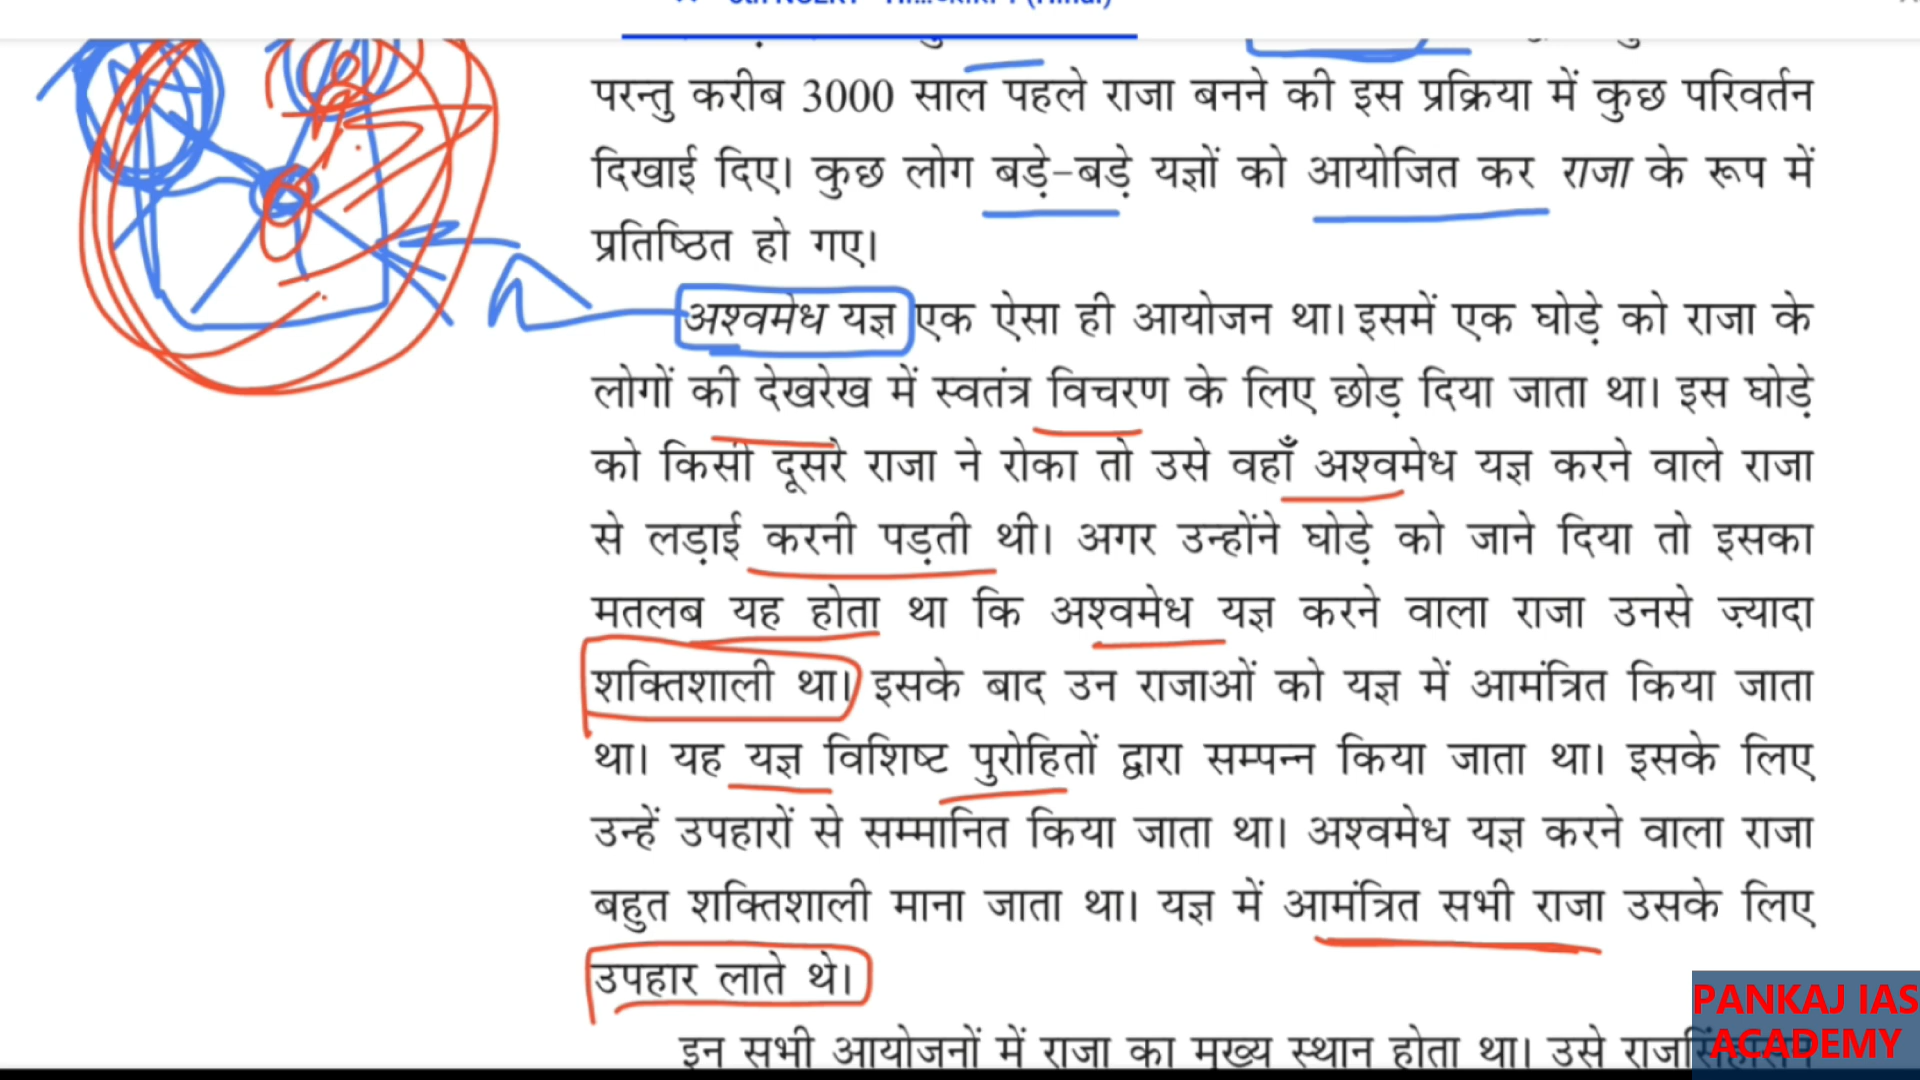 परन्तु करीब 3000 साल पहले राजा बनने की इस प्रक्रिया में कुछ परिवर्तन
दिखाई दिए। कुछ लोग बड़े-बड़े यज्ञों को आयोजित कर राजा के रूप में
प्रतिष्ठित हो गए।
अश्वमेध यज्ञ एक ऐसा ही आयोजन था। इसमें एक घोड़े को राजा के
लोगों की देखरेख में स्वतंत्र विचरण के लिए छोड़ दिया जाता था। इस घोड़े
को किसी दूसरे राजा ने रोका तो उसे वहाँ अश्वमेध यज्ञ करने वाले राजा
से लड़ाई करनी पड़ती थी। अगर उन्होंने घोड़े को जाने दिया तो इसका
मतलब यह होता था कि अश्वमेध यज्ञ करने वाला राजा उनसे ज़्यादा
शक्तिशाली था। इसके बाद उन राजाओं को यज्ञ में आमंत्रित किया जाता
था। यह यज्ञ विशिष्ट पुरोहितों द्वारा सम्पन्न किया जाता था। इसके लिए
उन्हें उपहारों से सम्मानित किया जाता था। अश्वमेध यज्ञ करने वाला राजा
बहुत शक्तिशाली माना जाता था। यज्ञ में आमंत्रित सभी राजा उसके लिए
उपहार लाते थे।
इन सभी आयोजनों में राजा का मुख्य स्थान होता था। उसे
PANKAJ IAS
ACADEMY